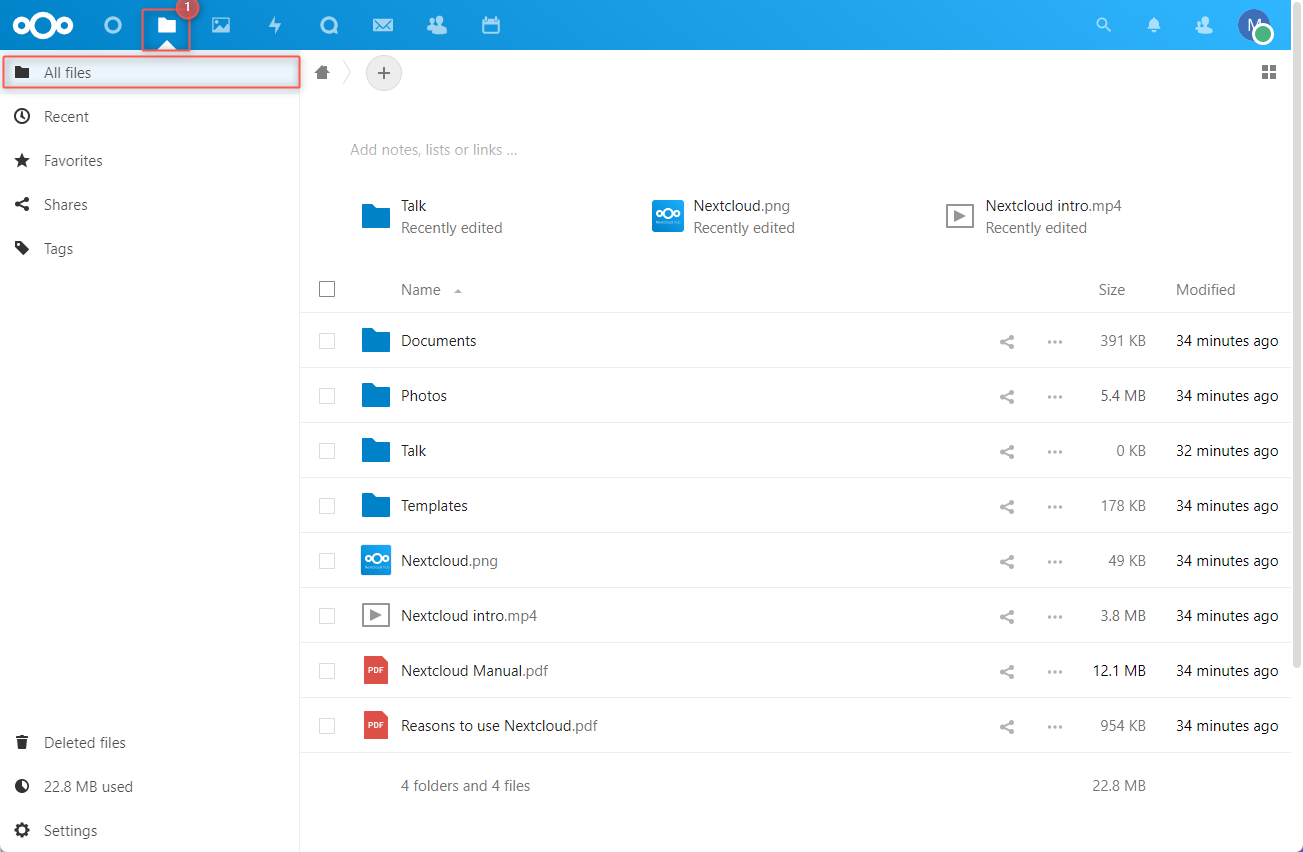 1
M
All files
Recent
Favorites
Shares
Tags
Deleted files
22.8 MB used
Settings
Add notes, lists or links ...
Talk
Recently edited
Nextcloud.png
Recently edited
Nextcloud intro.mp4
Recently edited
Name Size Modified
Documents 391 KB 34 minutes ago
Photos 5.4 MB 34 minutes ago
Talk 0 KB 32 minutes ago
Templates 178 KB 34 minutes ago
Nextcloud.png 49 KB 34 minutes ago
Nextcloud intro.mp4 3.8 MB 34 minutes ago
PDF Nextcloud Manual.pdf 12.1 MB 34 minutes ago
PDF Reasons to use Nextcloud.pdf 954 KB 34 minutes ago
4 folders and 4 files 22.8 MB